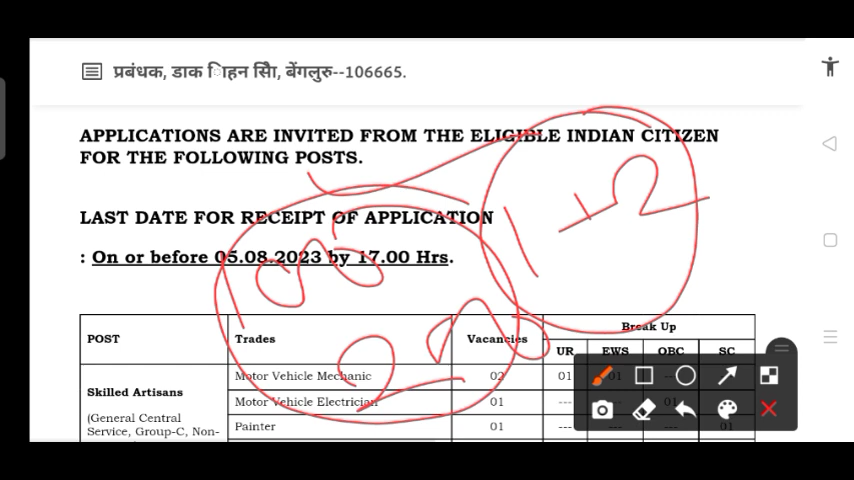 प्रबंधक, डाक िाहन सेिा, बेंगलुरु--106665.
APPLICATIONS ARE INVITED FROM THE ELIGIBLE INDIAN CITIZEN
FOR THE FOLLOWING POSTS.
LAST DATE FOR RECEIPT OF APPLICATION
: On or before 05.08.2023 by 17.00 Hrs.
POST Trades Vacancies Break Up
UR EWS OBC SC
Skilled Artisans
(General Central
Service, Group-C, Non-
Motor Vehicle Mechanic 02 01 01 ---
Motor Vehicle Electrician 01 --- --- 01
Painter 01 --- --- --- 01
1+2